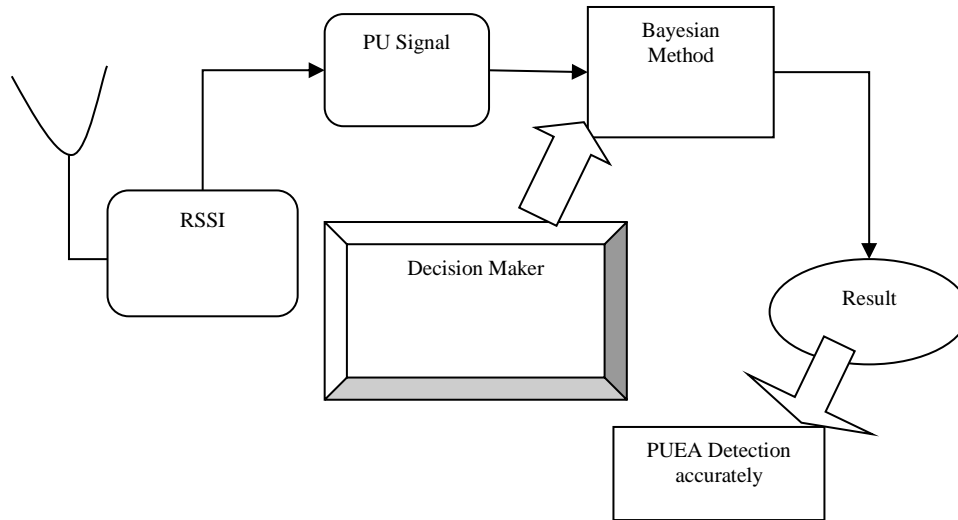 PU Signal
Bayesian
Method
RSSI
Decision Maker
Result
PUEA Detection
accurately